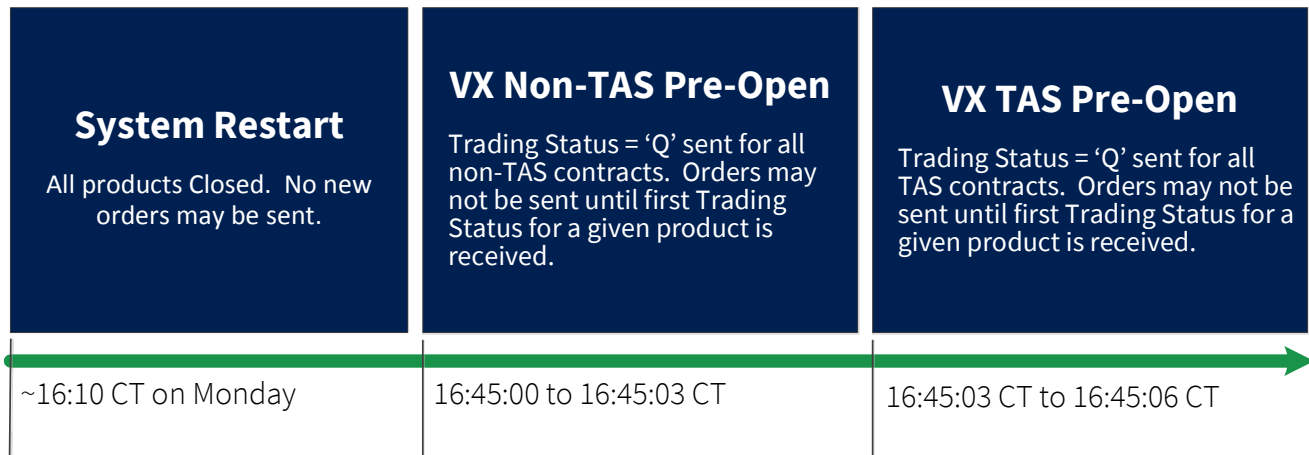 System Restart
All products Closed.  No new
orders may be sent.
VX Non-TAS Pre-Open
Trading Status = ‘Q’ sent for all
non-TAS contracts.  Orders may
not be sent until first Trading
Status for a given product is
received.
VX TAS Pre-Open
Trading Status = ‘Q’ sent for all
TAS contracts.  Orders may not be
sent until first Trading Status for a
given product is received.
~16:10 CT on Monday
16:45:00 to 16:45:03 CT
16:45:03 CT to 16:45:06 CT